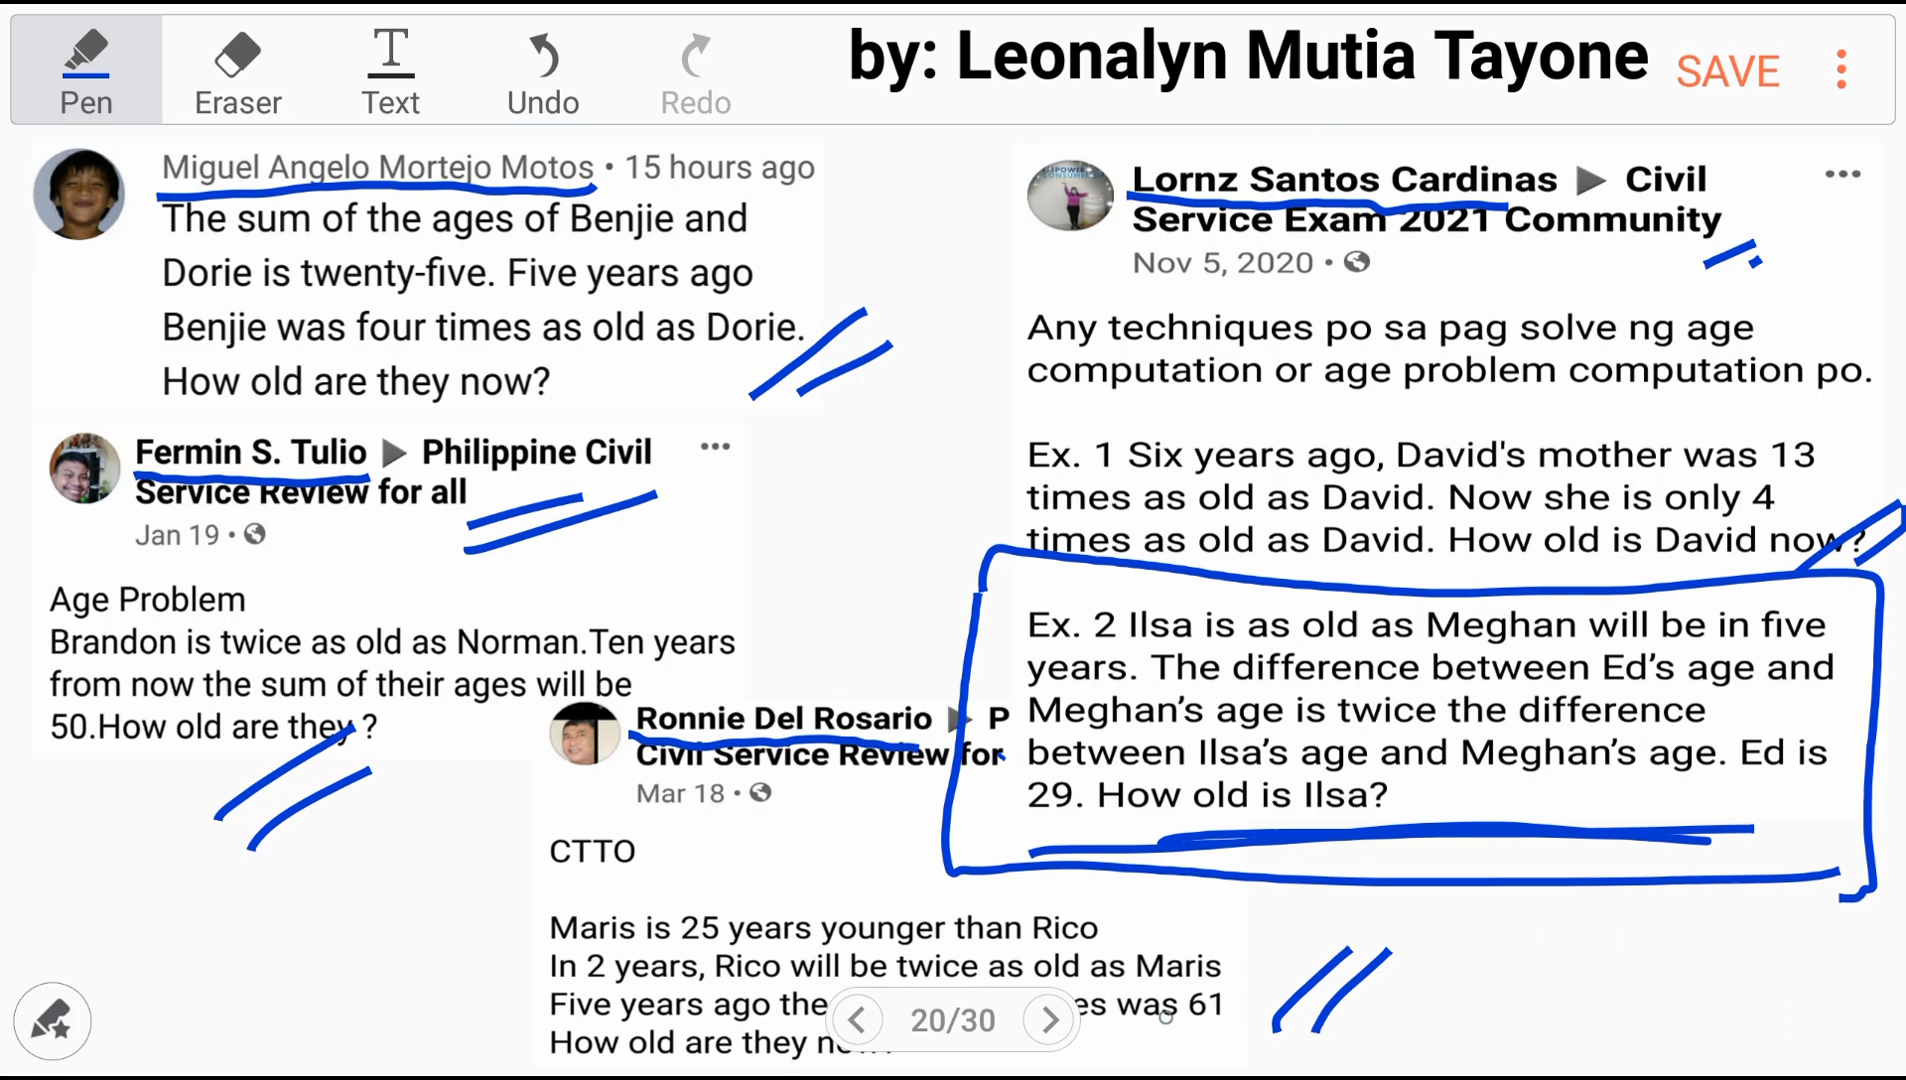 Pen
Eraser
Text
Undo
Redo
by: Leonalyn Mutia Tayone
SAVE
Miguel Angelo Mortejo Motos • 15 hours ago
The sum of the ages of Benjie and
Dorie is twenty-five. Five years ago
Benjie was four times as old as Dorie.
How old are they now?
Fermin S. Tulio ▶ Philippine Civil
Service Review for all
Jan 19 •
Age Problem
Brandon is twice as old as Norman.Ten years
from now the sum of their ages will be
50.How old are they ?
Ronnie Del Rosario ▶ P
Civil Service Review for
Mar 18 •
CTTO
Maris is 25 years younger than Rico
In 2 years, Rico will be twice as old as Maris
Five years ago the es was 61
How old are they
20/30
Lornz Santos Cardinas ▶ Civil
Service Exam 2021 Community
Nov 5, 2020 •
Any techniques po sa pag solve ng age
computation or age problem computation po.
Ex. 1 Six years ago, David's mother was 13
times as old as David. Now she is only 4
times as old as David. How old is David now?
Ex. 2 Ilsa is as old as Meghan will be in five
years. The difference between Ed’s age and
Meghan’s age is twice the difference
between Ilsa’s age and Meghan’s age. Ed is
29. How old is Ilsa?